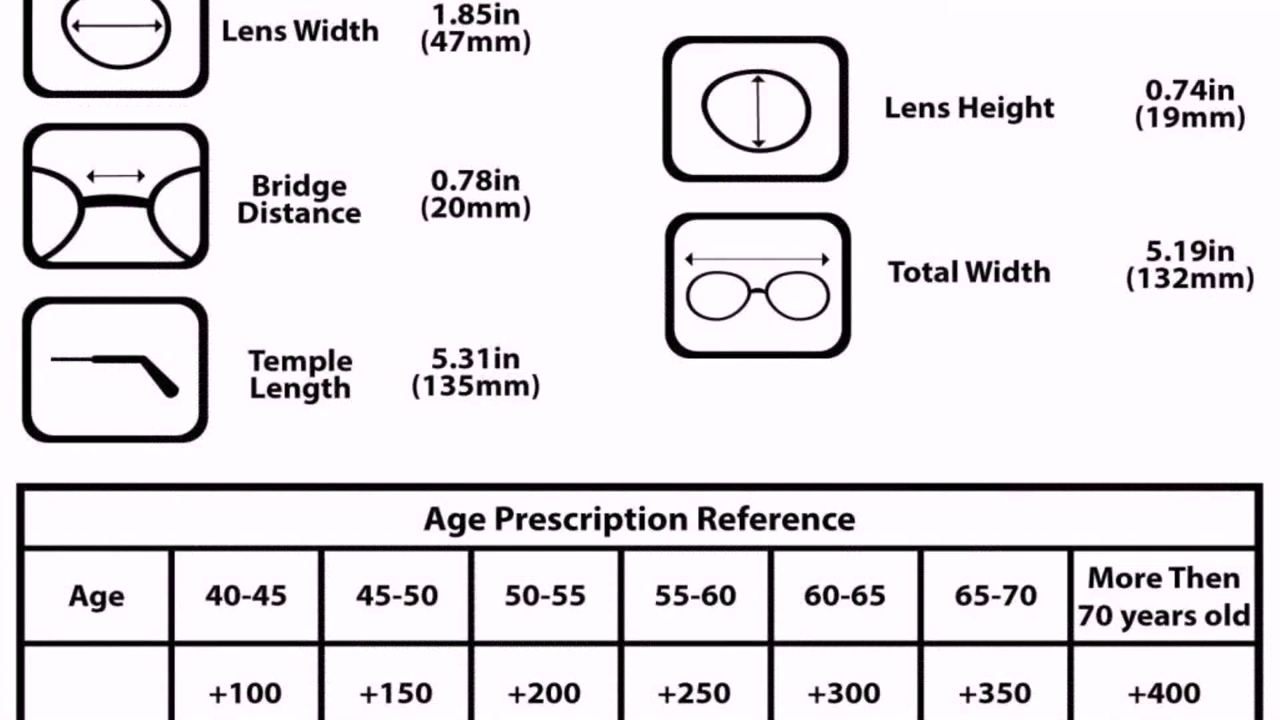 Lens Width
1.85in
(47mm)
Lens Height
0.74in
(19mm)
Bridge
Distance
0.78in
(20mm)
Total Width
5.19in
(132mm)
Temple
Length
5.31in
(135mm)
Age Prescription Reference
Age
40-45
45-50
50-55
55-60
60-65
65-70
More Then
70 years old
+100
+150
+200
+250
+300
+350
+400